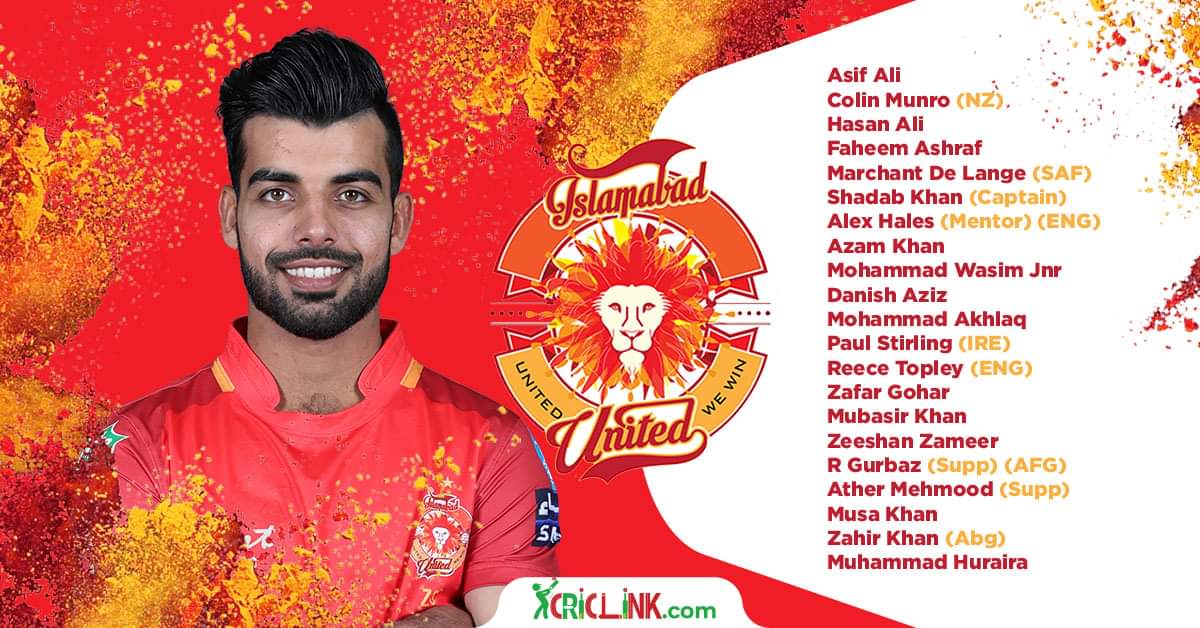 Asif Ali
Colin Munro (NZ)
Hasan Ali
Faheem Ashraf
Marchant De Lange (SAF)
Shadab Khan (Captain)
Alex Hales (Mentor) (ENG)
Azam Khan
Mohammad Wasim Jnr
Danish Aziz
Mohammad Akhlaq
Paul Stirling (IRE)
Reece Topley (ENG)
Zafar Gohar
Mubasir Khan
Zeeshan Zameer
R Gurbaz (Supp) (AFG)
Ather Mehmood (Supp)
Musa Khan
Zahir Khan (Abg)
Muhammad Huraira
Islamabad
UNITED WE WIN
United
Islamabad
United
CRICLINK.com